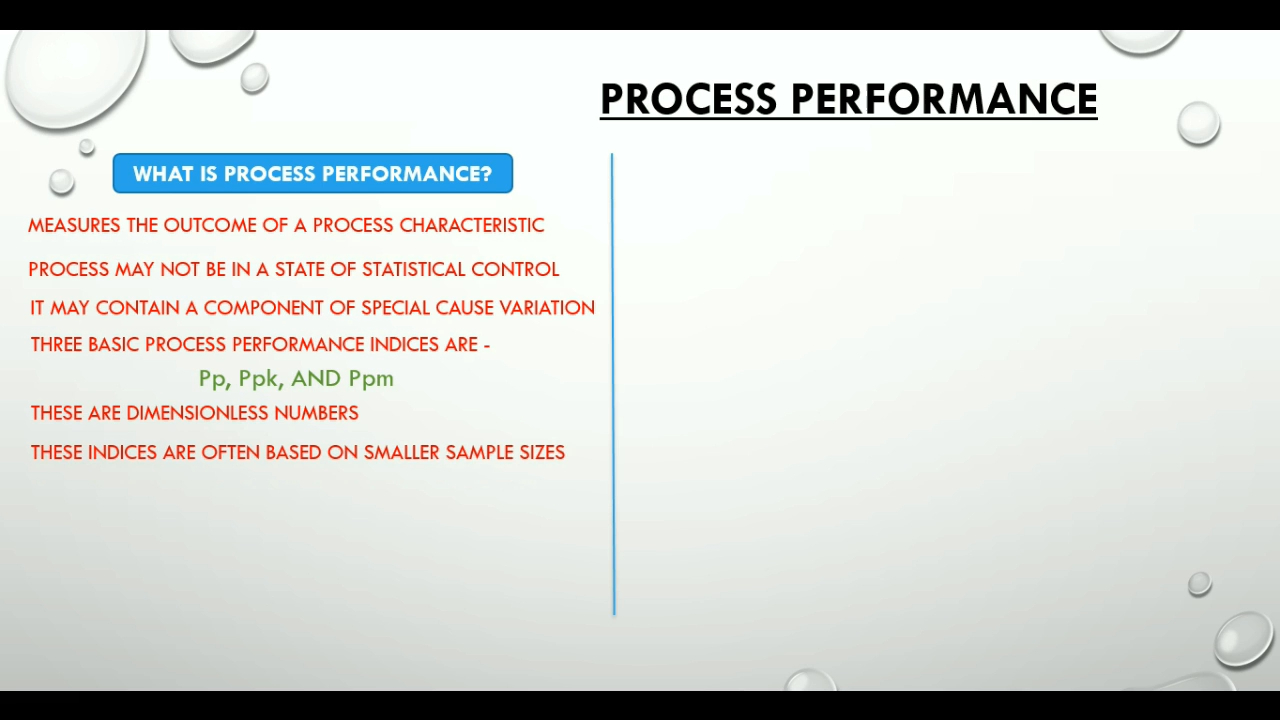 PROCESS PERFORMANCE
WHAT IS PROCESS PERFORMANCE?
MEASURES THE OUTCOME OF A PROCESS CHARACTERISTIC
PROCESS MAY NOT BE IN A STATE OF STATISTICAL CONTROL
IT MAY CONTAIN A COMPONENT OF SPECIAL CAUSE VARIATION
THREE BASIC PROCESS PERFORMANCE INDICES ARE -
Pp, Ppk, AND Ppm
THESE ARE DIMENSIONLESS NUMBERS
THESE INDICES ARE OFTEN BASED ON SMALLER SAMPLE SIZES